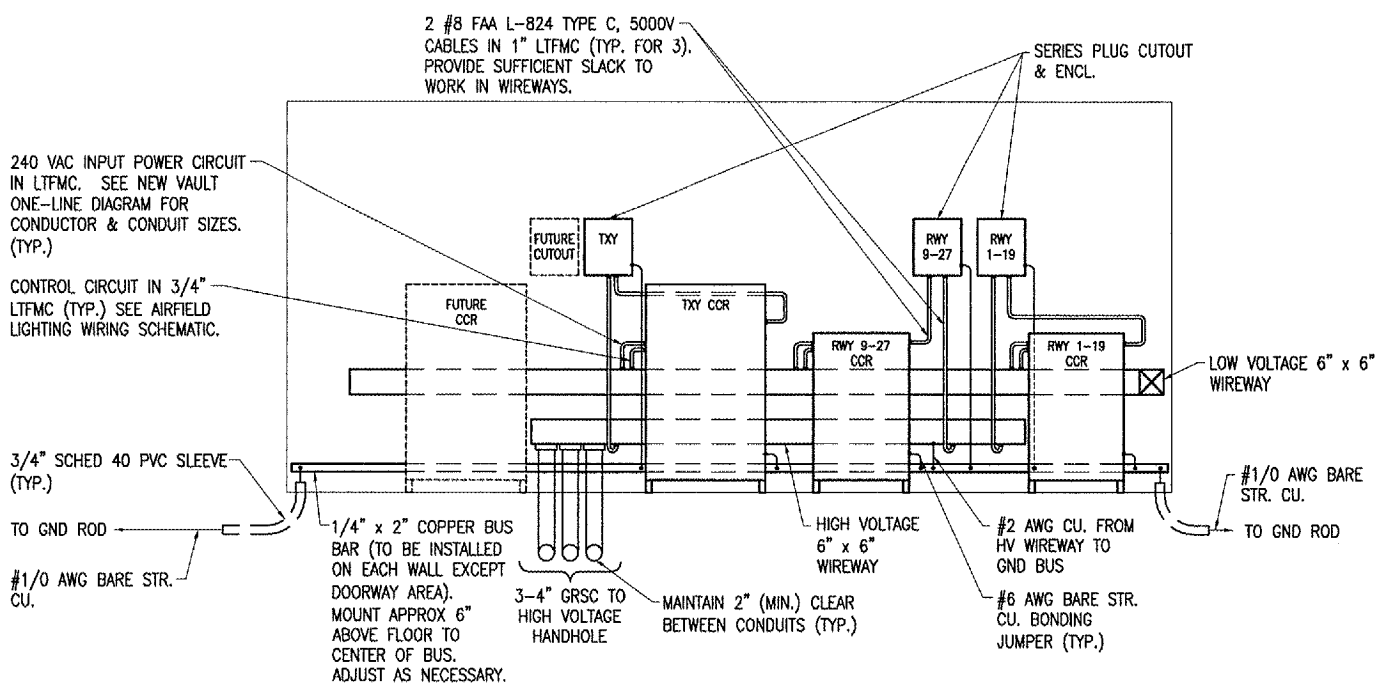 2 #8 FAA L-824 TYPE C, 5000V
CABLES IN 1" LTFMC (TYP. FOR 3).
PROVIDE SUFFICIENT SLACK TO
WORK IN WIREWAYS.
SERIES PLUG CUTOUT
& ENCL.
240 VAC INPUT POWER CIRCUIT
IN LTFMC. SEE NEW VAULT
ONE-LINE DIAGRAM FOR
CONDUCTOR & CONDUIT SIZES.
(TYP.)
CONTROL CIRCUIT IN 3/4"
LTFMC (TYP.) SEE AIRFIELD
LIGHTING WIRING SCHEMATIC.
FUTURE
CUTOUT
TXY
RWY
9-27
RWY
1-19
FUTURE
CCR
TXY CCR
RWY 9-27
CCR
RWY 1-19
CCR
LOW VOLTAGE 6" x 6"
WIREWAY
3/4" SCHED 40 PVC SLEEVE
(TYP.)
TO GND ROD
#1/0 AWG BARE STR.
CU.
1/4" x 2" COPPER BUS
BAR (TO BE INSTALLED
ON EACH WALL EXCEPT
DOORWAY AREA).
MOUNT APPROX 6"
ABOVE FLOOR TO
CENTER OF BUS.
ADJUST AS NECESSARY.
3-4" GRSC TO
HIGH VOLTAGE
HANDHOLE
MAINTAIN 2" (MIN.) CLEAR
BETWEEN CONDUITS (TYP.)
HIGH VOLTAGE
6" x 6"
WIREWAY
#2 AWG CU. FROM
HV WIREWAY TO
GND BUS
#6 AWG BARE STR.
CU. BONDING
JUMPER (TYP.)
#1/0 AWG BARE
STR. CU.
TO GND ROD